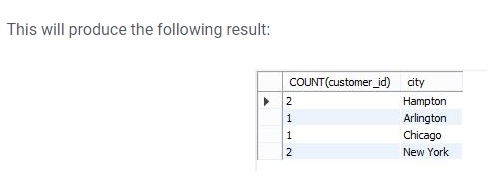 This will produce the following result:
COUNT(customer_id) city
2 Hampton
1 Arlington
1 Chicago
2 New York